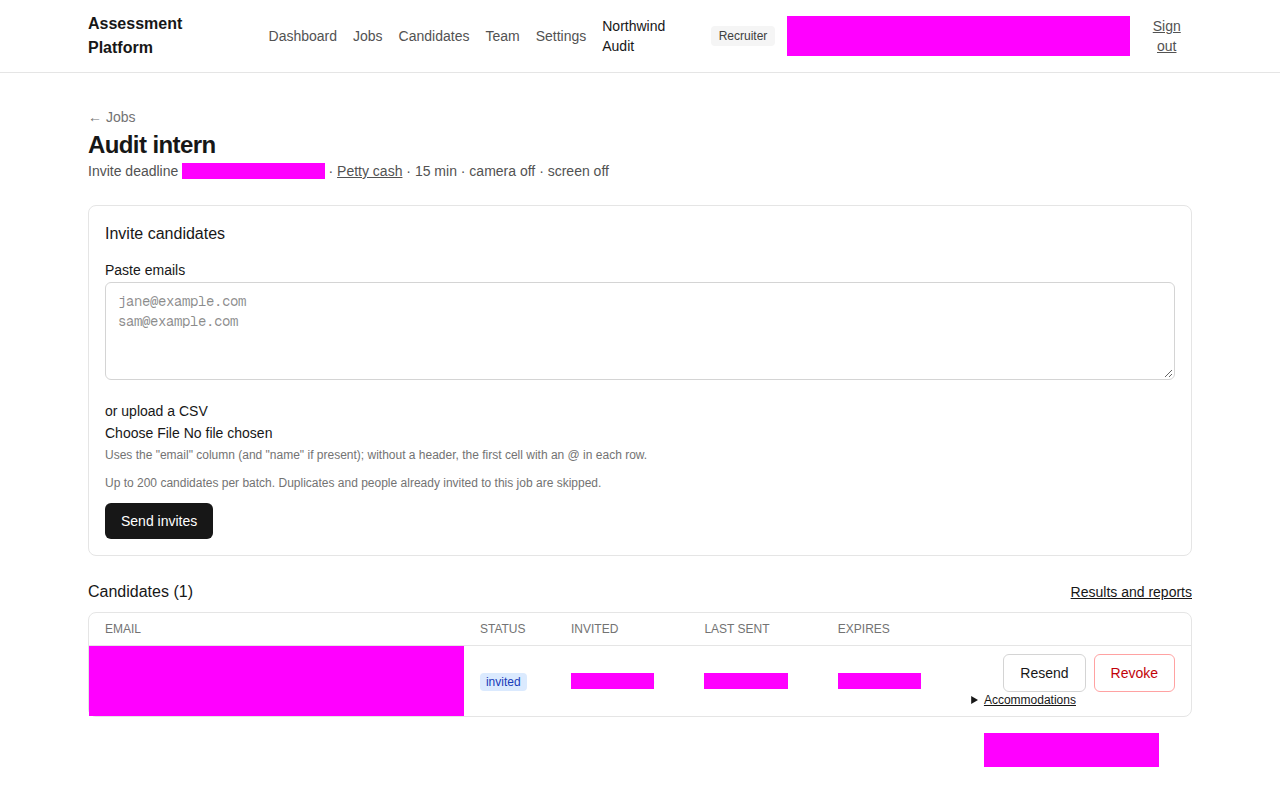 Assessment Platform
Dashboard Jobs Candidates Team Settings Northwind Audit Recruiter Sign out
← Jobs
Audit intern
Invite deadline · Petty cash · 15 min · camera off · screen off
Invite candidates
Paste emails
jane@example.com
sam@example.com
or upload a CSV
Choose File No file chosen
Uses the "email" column (and "name" if present); without a header, the first cell with an @ in each row.
Up to 200 candidates per batch. Duplicates and people already invited to this job are skipped.
Send invites
Candidates (1) Results and reports
EMAIL STATUS INVITED LAST SENT EXPIRES
invited Resend Revoke
▶ Accommodations